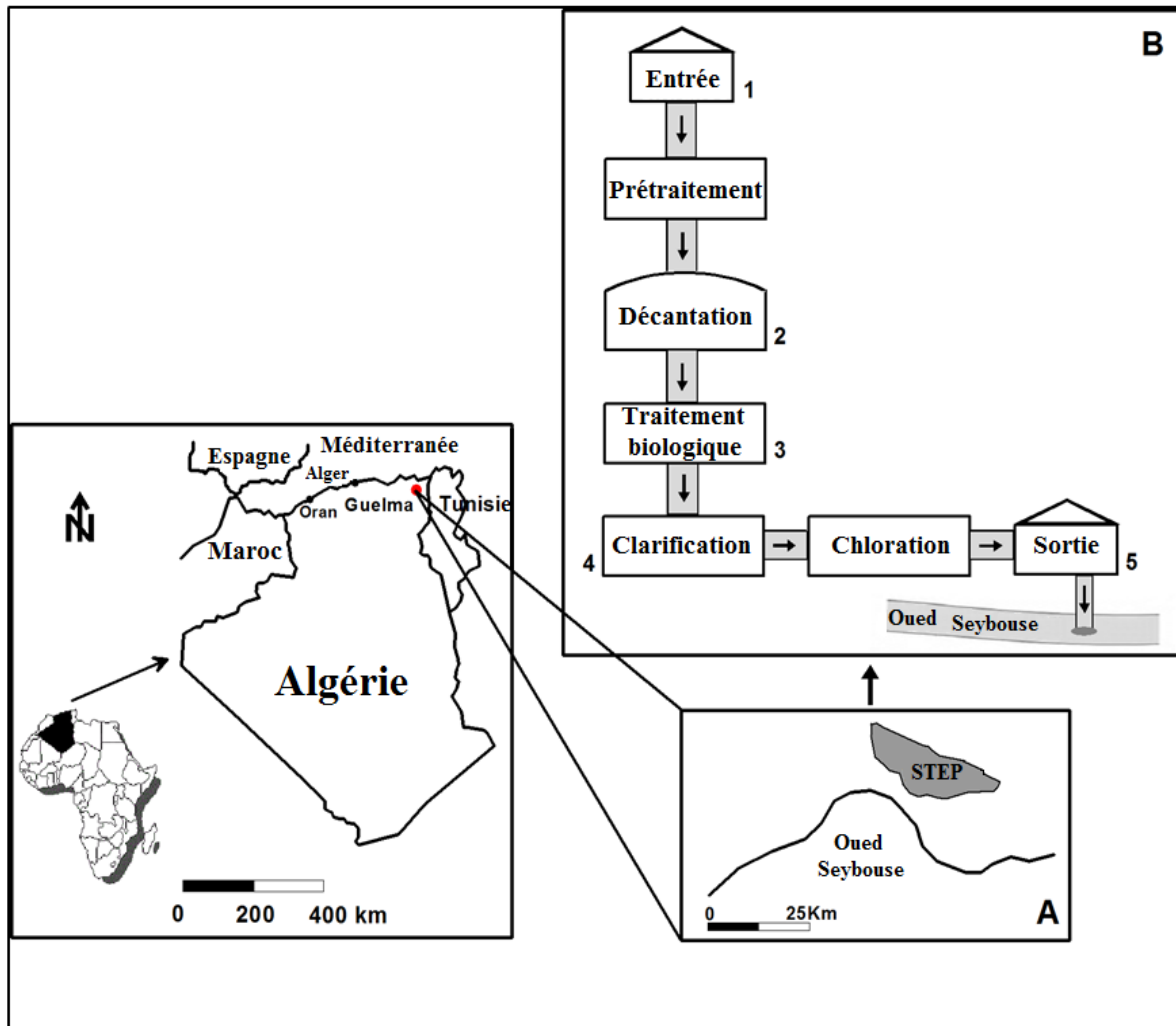 B
Entrée
1
Prétraitement
Décantation
2
Traitement
biologique
3
4
Clarification
Chloration
Sortie
5
Oued Seybouse
Espagne
Méditerranée
Alger
Oran
Guelma
Tunisie
Maroc
N
Algérie
0 200 400 km
STEP
Oued
Seybouse
0 25Km
A